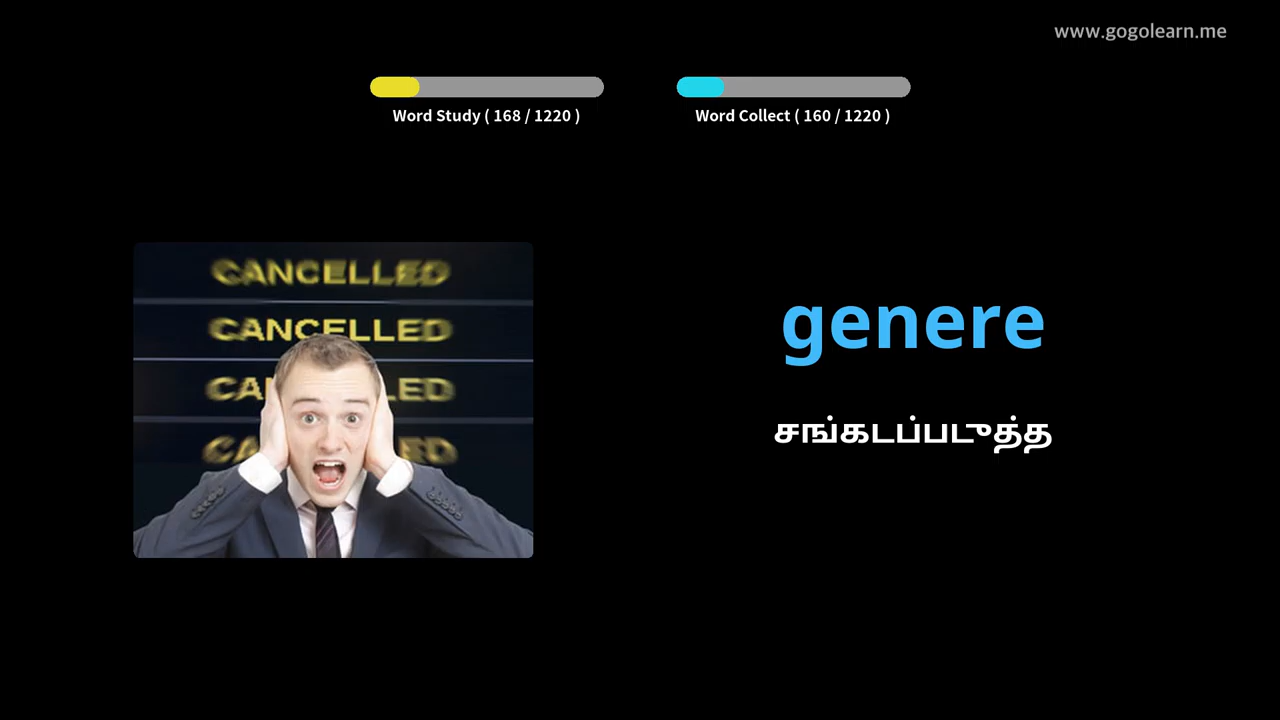 www.gogolearn.me
Word Study ( 168 / 1220 )
Word Collect ( 160 / 1220 )
CANCELLED
CANCELLED
genere
சங்கடப்படுத்த